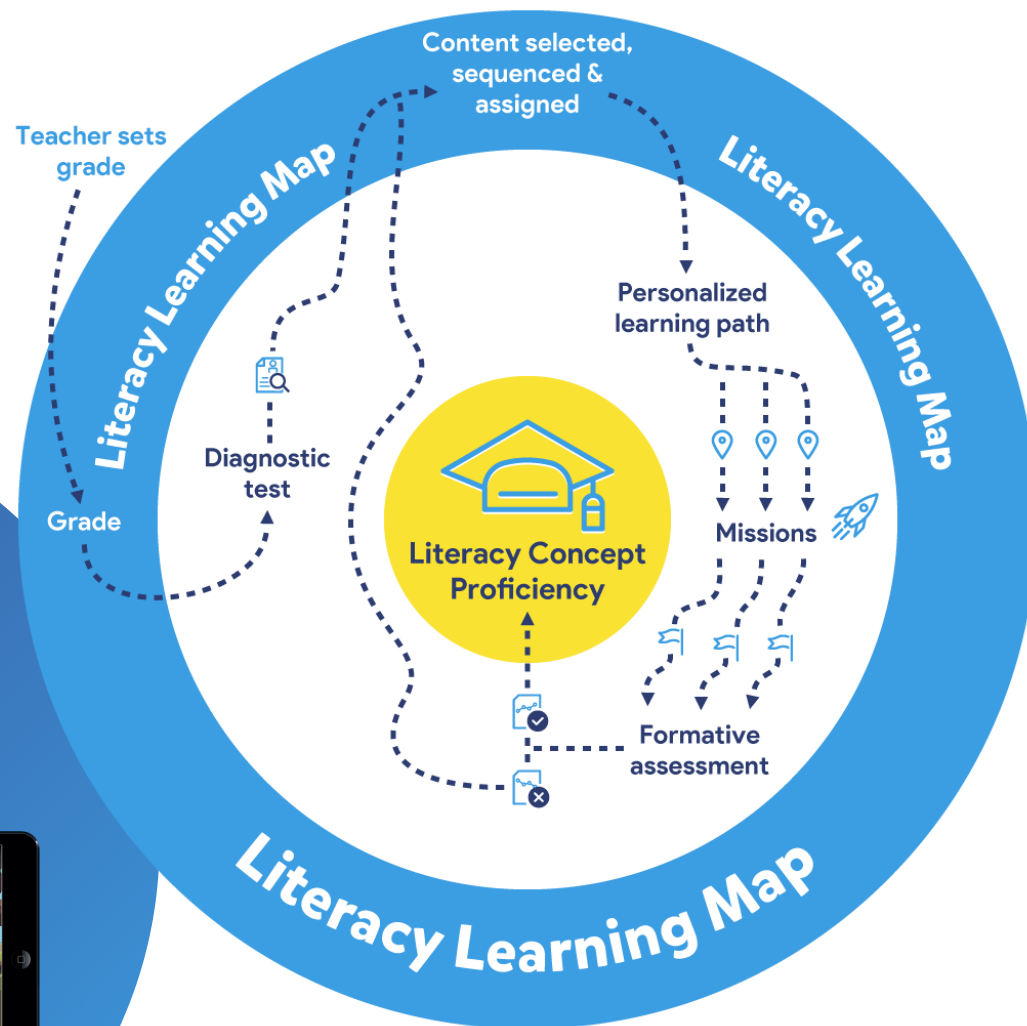 Content selected,
sequenced &
assigned
Teacher sets
grade
Literacy Learning Map
Literacy Learning Map
Personalized
learning path
Diagnostic
test
Grade
Missions
Literacy Concept
Proficiency
Formative
assessment
Literacy Learning Map